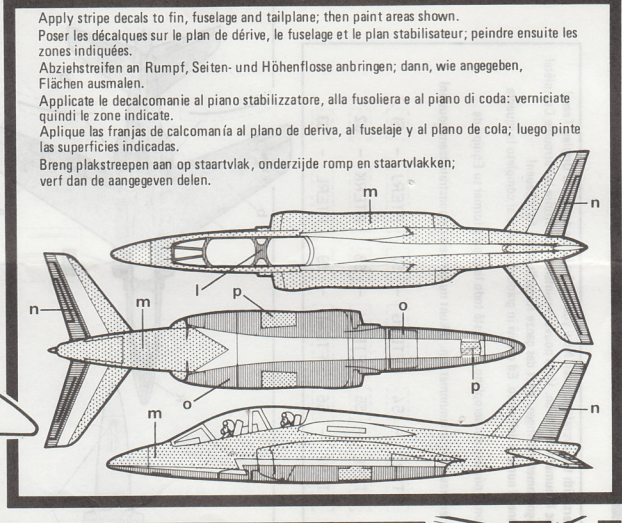 Apply stripe decals to fin, fuselage and tailplane; then paint areas shown.
Poser les décalques sur le plan de dérive, le fuselage et le plan stabilisateur; peindre ensuite les
zones indiquées.
Abziehstreifen an Rumpf, Seiten- und Höhenflosse anbringen; dann, wie angegeben,
Flächen ausmalen.
Applicate le decalcomanie al piano stabilizzatore, alla fusoliera e al piano di coda: verniciate
quindi le zone indicate.
Aplique las franjas de calcomanía al plano de deriva, al fuselaje y al plano de cola; luego pinte
las superficies indicadas.
Breng plakstreepen aan op staartvlak, onderzijde romp en staartvlakken;
verf dan de aangegeven delen.
m
n
l
p
m
o
n
o
p
m
n